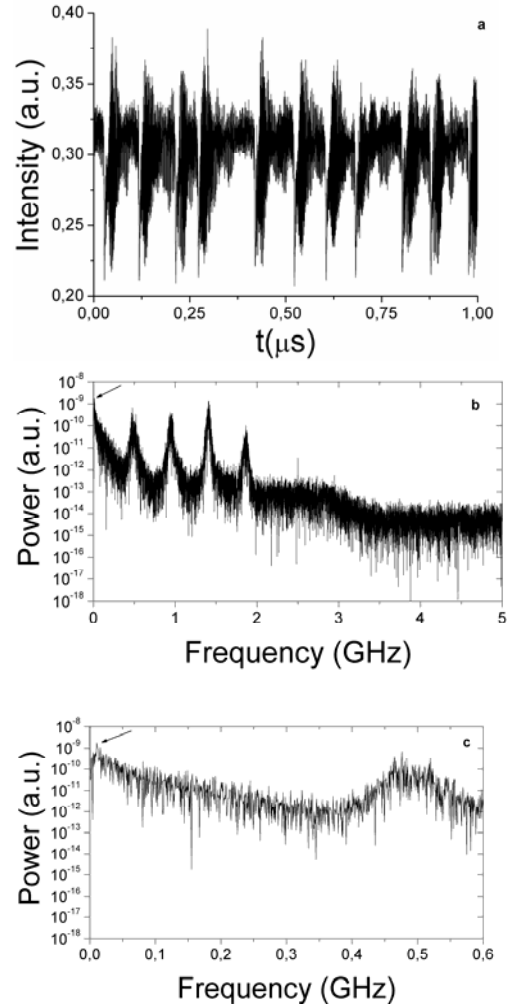 a
Intensity (a.u.)
0,40
0,35
0,30
0,25
0,20
0,00 0,25 0,50 0,75 1,00
t(μs)
b
Power (a.u.)
10⁻⁸
10⁻⁹
10⁻¹⁰
10⁻¹¹
10⁻¹²
10⁻¹³
10⁻¹⁴
10⁻¹⁵
10⁻¹⁶
10⁻¹⁷
10⁻¹⁸
0 1 2 3 4 5
Frequency (GHz)
c
Power (a.u.)
10⁻⁸
10⁻⁹
10⁻¹⁰
10⁻¹¹
10⁻¹²
10⁻¹³
10⁻¹⁴
10⁻¹⁵
10⁻¹⁶
10⁻¹⁷
10⁻¹⁸
0,0 0,1 0,2 0,3 0,4 0,5 0,6
Frequency (GHz)